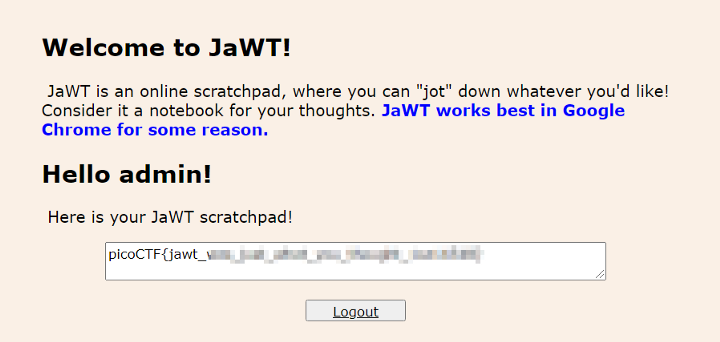 Welcome to JaWT!
JaWT is an online scratchpad, where you can "jot" down whatever you'd like!
Consider it a notebook for your thoughts. JaWT works best in Google
Chrome for some reason.
Hello admin!
Here is your JaWT scratchpad!
picoCTF{jawt_
Logout